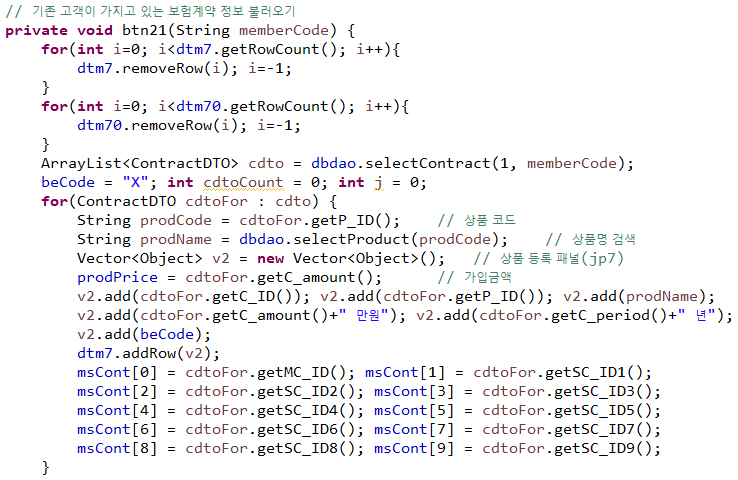 // 기존 고객이 가지고 있는 보험계약 정보 불러오기
private void btn21(String memberCode) {
    for(int i=0; i<dtm7.getRowCount(); i++){
        dtm7.removeRow(i); i=-1;
    }
    for(int i=0; i<dtm70.getRowCount(); i++){
        dtm70.removeRow(i); i=-1;
    }
    ArrayList<ContractDTO> cdto = dbdao.selectContract(1, memberCode);
    beCode = "X"; int cdtoCount = 0; int j = 0;
    for(ContractDTO cdtoFor : cdto) {
        String prodCode = cdtoFor.getP_ID();    // 상품 코드
        String prodName = dbdao.selectProduct(prodCode);    // 상품명 검색
        Vector<Object> v2 = new Vector<Object>();   // 상품 등록 패널(jp7)
        prodPrice = cdtoFor.getC_amount();      // 가입금액
        v2.add(cdtoFor.getC_ID()); v2.add(cdtoFor.getP_ID()); v2.add(prodName);
        v2.add(cdtoFor.getC_amount()+" 만원"); v2.add(cdtoFor.getC_period()+" 년");
        v2.add(beCode);
        dtm7.addRow(v2);
        msCont[0] = cdtoFor.getMC_ID(); msCont[1] = cdtoFor.getSC_ID1();
        msCont[2] = cdtoFor.getSC_ID2(); msCont[3] = cdtoFor.getSC_ID3();
        msCont[4] = cdtoFor.getSC_ID4(); msCont[5] = cdtoFor.getSC_ID5();
        msCont[6] = cdtoFor.getSC_ID6(); msCont[7] = cdtoFor.getSC_ID7();
        msCont[8] = cdtoFor.getSC_ID8(); msCont[9] = cdtoFor.getSC_ID9();
    }